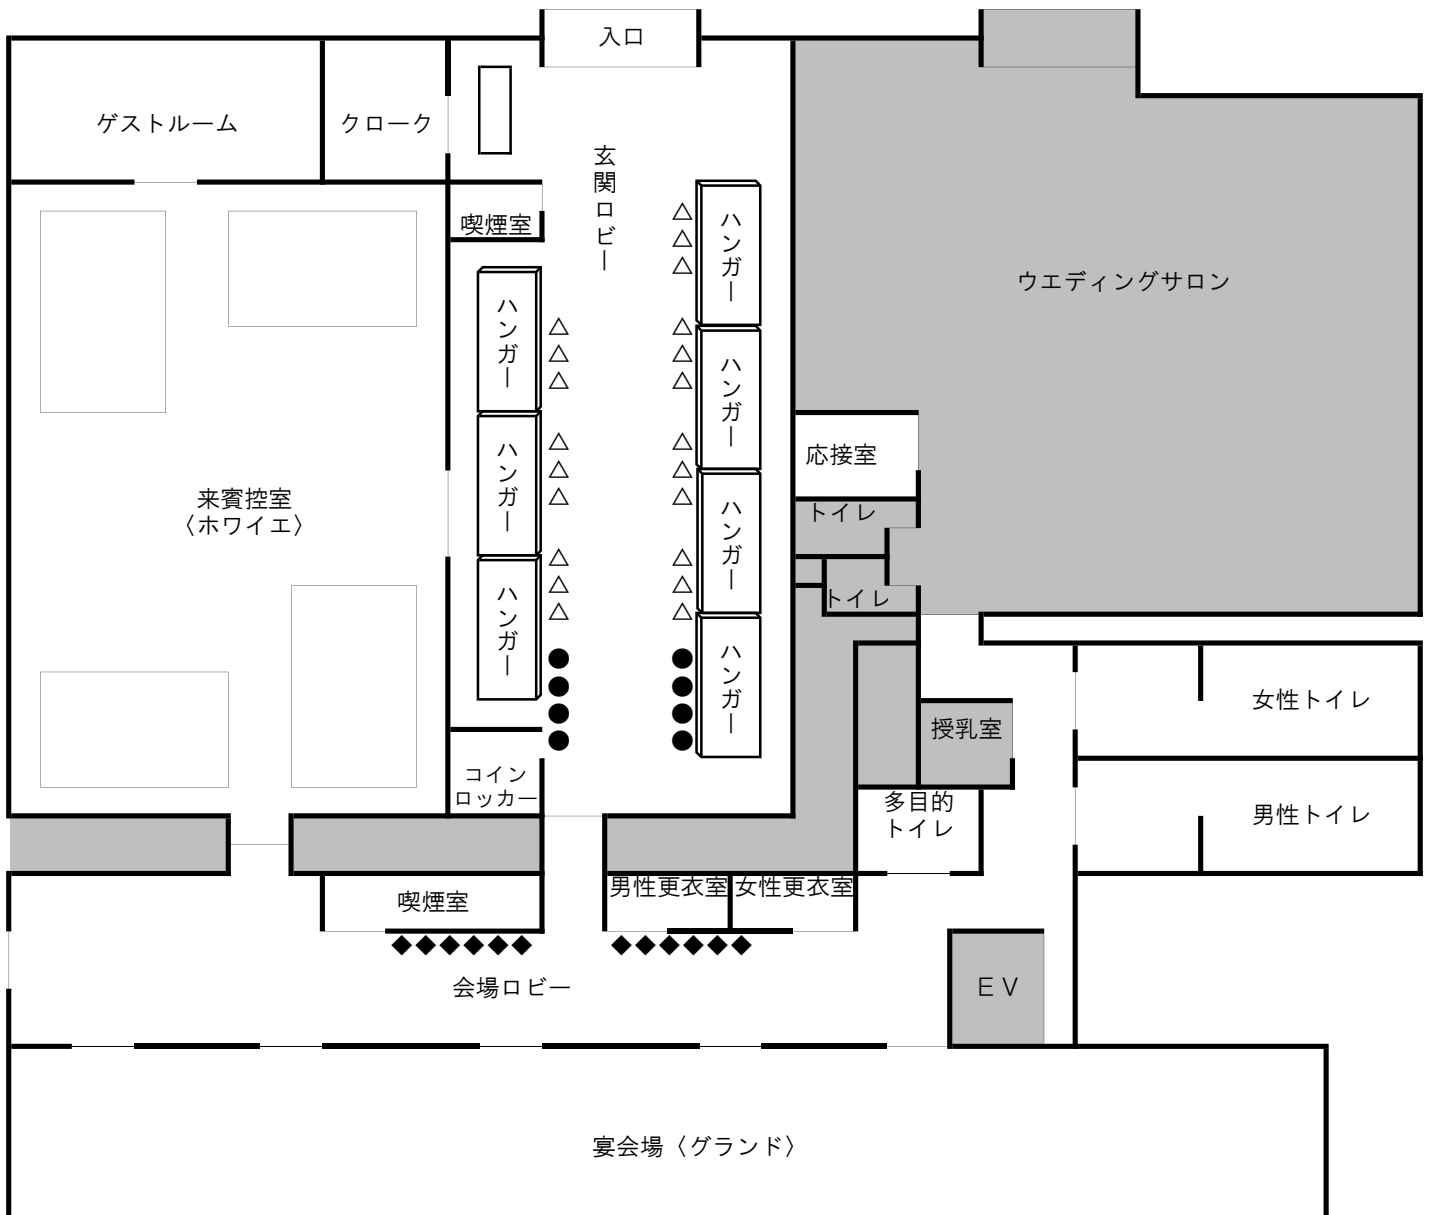 入口
ゲストルーム
クローク
玄関ロビー
喫煙室
ハンガー
ハンガー
ハンガー
ハンガー
ハンガー
ハンガー
ハンガー
ウエディングサロン
応接室
トイレ
トイレ
来賓控室
〈ホワイエ〉
コイン
ロッカー
授乳室
女性トイレ
男性トイレ
多目的
トイレ
喫煙室
男性更衣室
女性更衣室
会場ロビー
ＥＶ
宴会場〈グランド〉